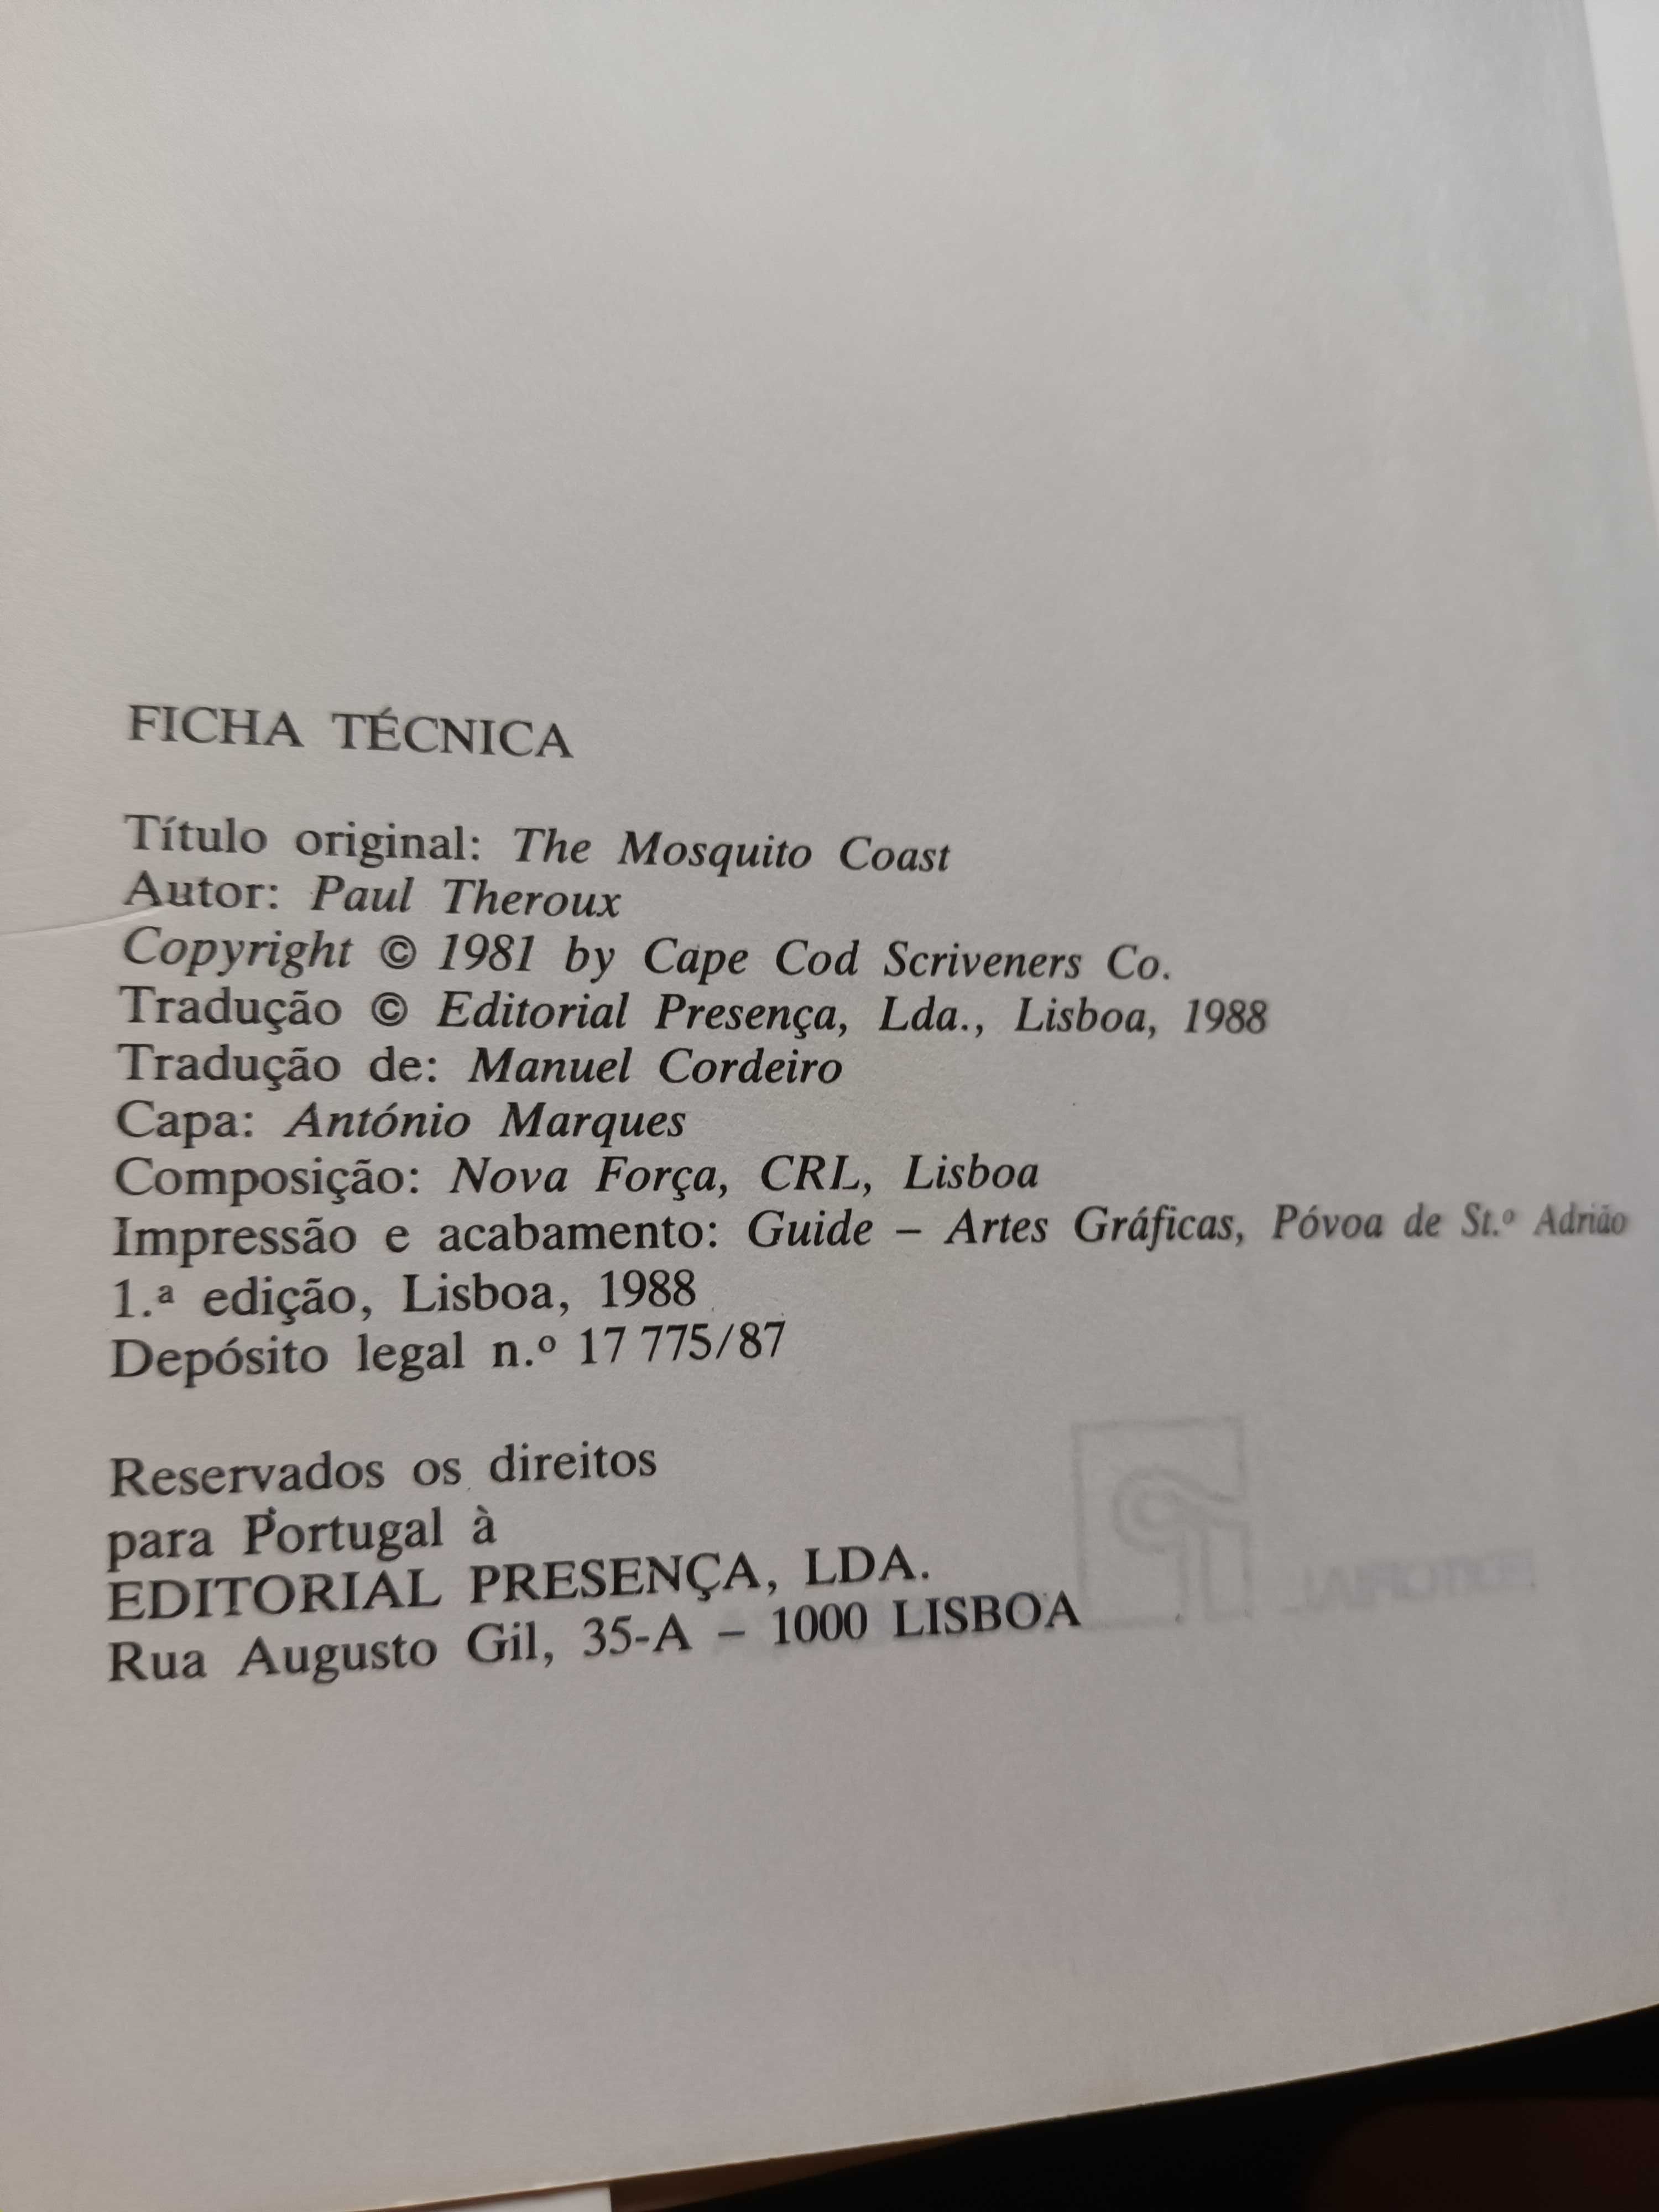 FICHA TÉCNICA
Título original: The Mosquito Coast
Autor: Paul Theroux
Copyright © 1981 by Cape Cod Scriveners Co.
Tradução © Editorial Presença, Lda., Lisboa, 1988
Tradução de: Manuel Cordeiro
Capa: António Marques
Composição: Nova Força, CRL, Lisboa
Impressão e acabamento: Guide – Artes Gráficas, Póvoa de St.º Adrião
1.ª edição, Lisboa, 1988
Depósito legal n.º 17 775/87
Reservados os direitos
para Portugal à
EDITORIAL PRESENÇA, LDA.
Rua Augusto Gil, 35-A – 1000 LISBOA